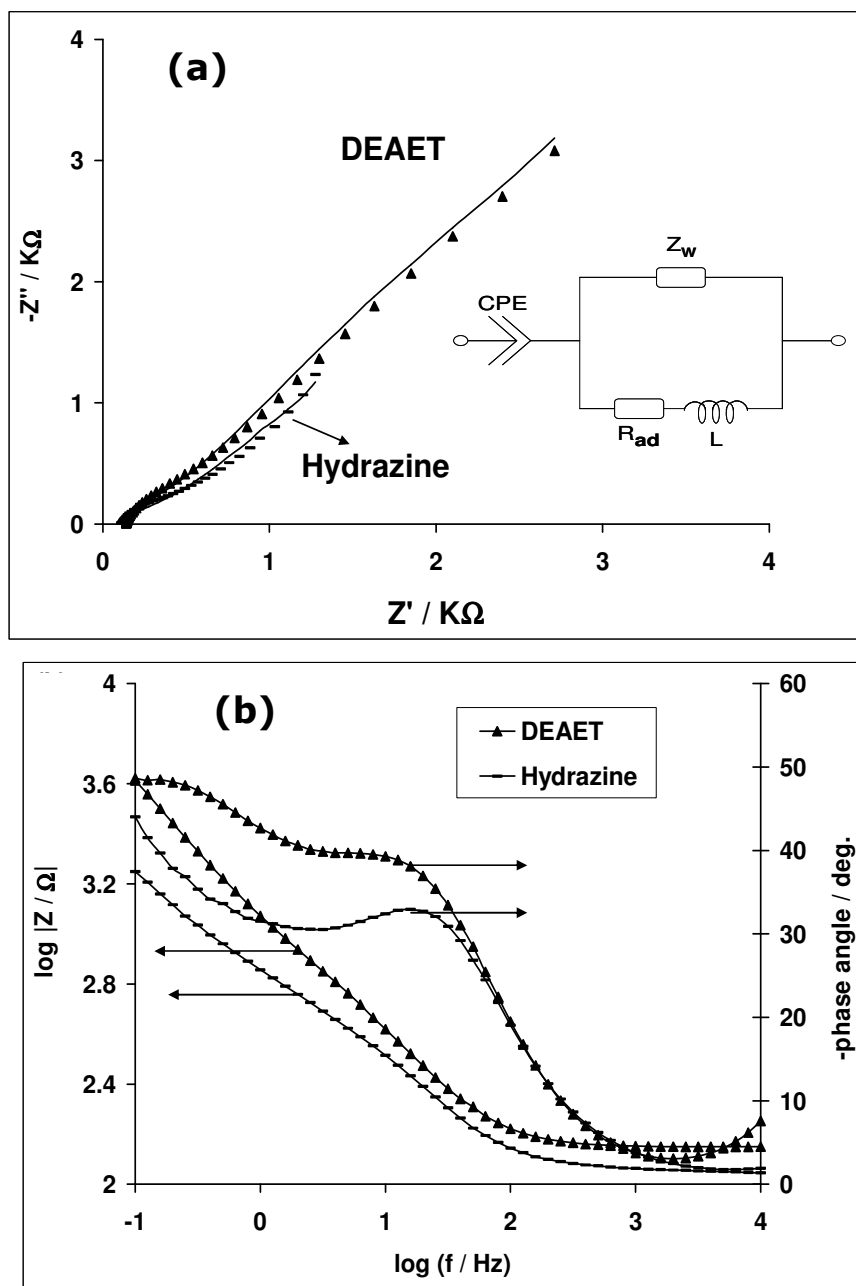 (a)
4
3
2
1
0
-Z'' / KΩ
0 1 2 3 4
Z' / KΩ
DEAET
Hydrazine
Zw
CPE
Rad
L
(b)
4
3.6
3.2
2.8
2.4
2
log |Z / Ω|
60
50
40
30
20
10
0
-phase angle / deg.
DEAET
Hydrazine
-1 0 1 2 3 4
log (f / Hz)